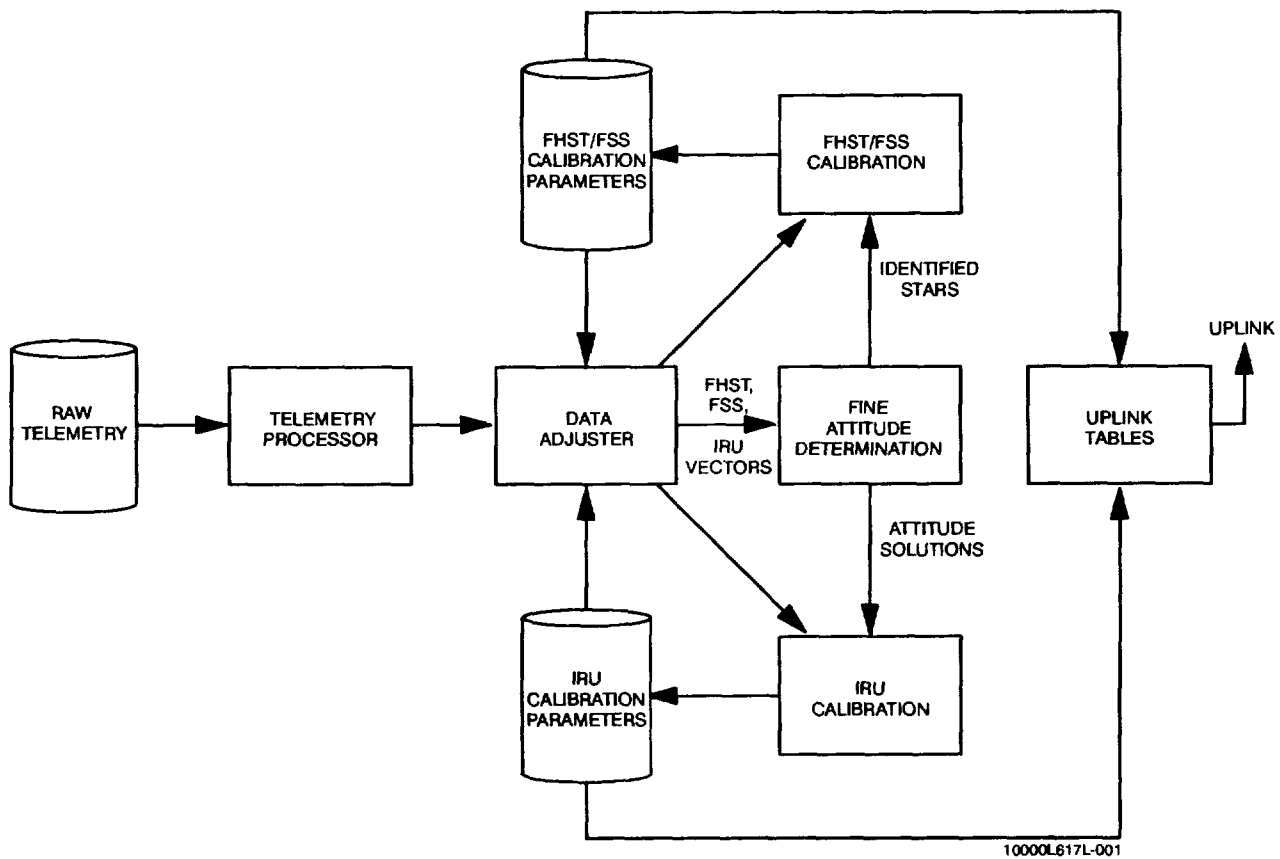 FHST/FSS
CALIBRATION
PARAMETERS
FHST/FSS
CALIBRATION
IDENTIFIED
STARS
UPLINK
RAW
TELEMETRY
TELEMETRY
PROCESSOR
DATA
ADJUSTER
FHST,
FSS,
IRU
VECTORS
FINE
ATTITUDE
DETERMINATION
UPLINK
TABLES
ATTITUDE
SOLUTIONS
IRU
CALIBRATION
PARAMETERS
IRU
CALIBRATION
10000L617L-001